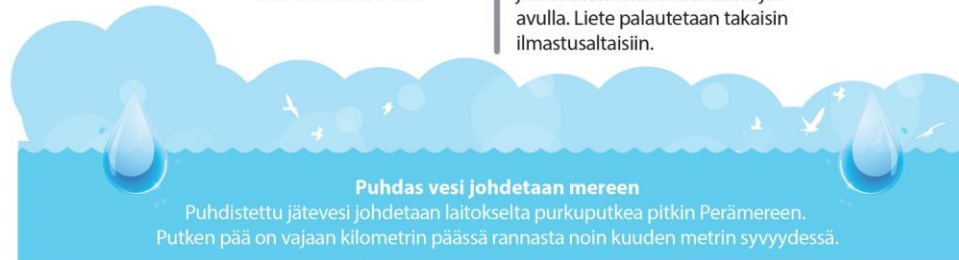 avulla. Liete palautetaan takaisin
ilmastusaltaisiin.
Puhdas vesi johdetaan mereen
Puhdistettu jätevesi johdetaan laitokselta purkuputkea pitkin Perämereen.
Putken pää on vajaan kilometrin päässä rannasta noin kuuden metrin syvyydessä.